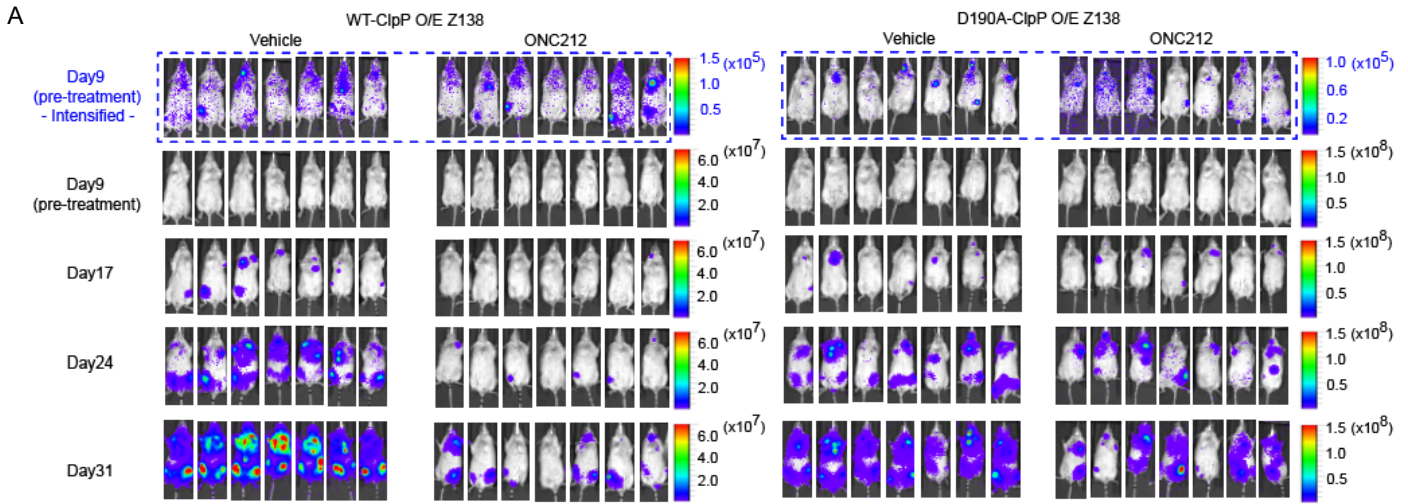 A
WT-ClpP O/E Z138
D190A-ClpP O/E Z138
Vehicle
ONC212
Vehicle
ONC212
Day9
(pre-treatment)
- Intensified -
1.5 (x10^5)
1.0
0.5
1.0 (x10^5)
0.6
0.2
Day9
(pre-treatment)
6.0 (x10^7)
4.0
2.0
1.5 (x10^8)
1.0
0.5
Day17
6.0 (x10^7)
4.0
2.0
1.5 (x10^8)
1.0
0.5
Day24
6.0 (x10^7)
4.0
2.0
1.5 (x10^8)
1.0
0.5
Day31
6.0 (x10^7)
4.0
2.0
1.5 (x10^8)
1.0
0.5